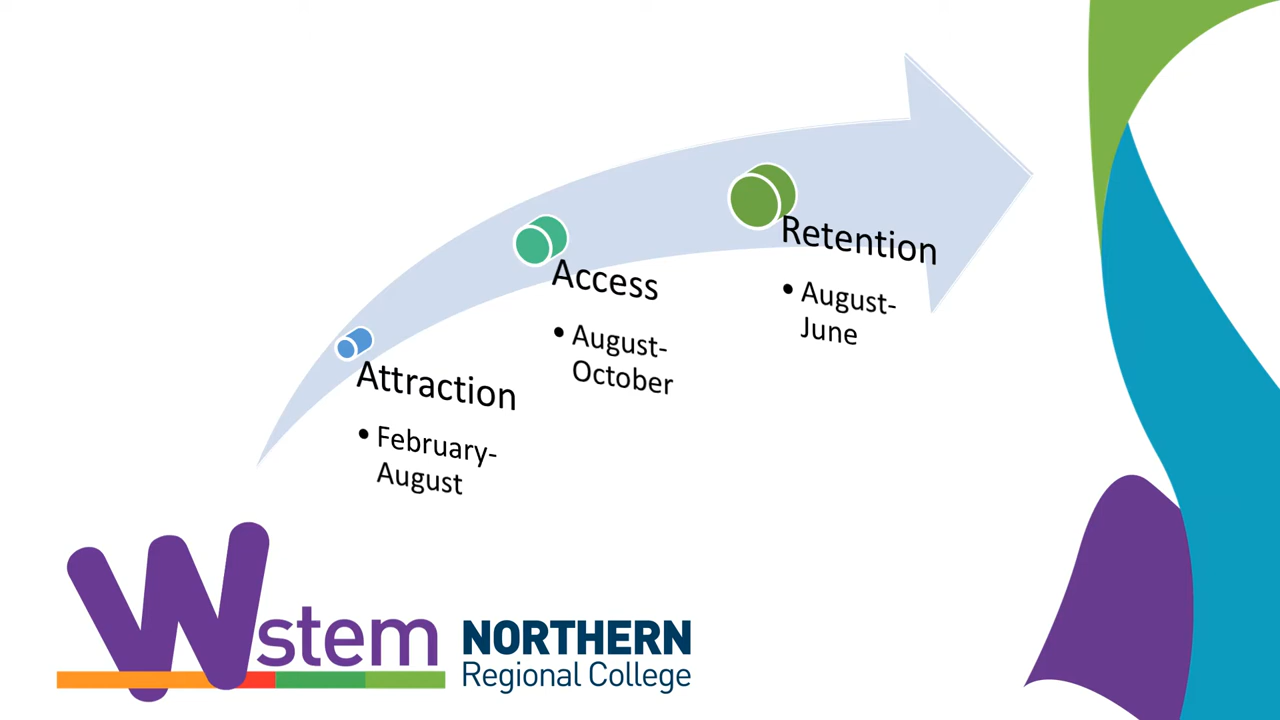 Retention
• August-
June
Access
• August-
October
Attraction
• February-
August
Wstem
NORTHERN
Regional College